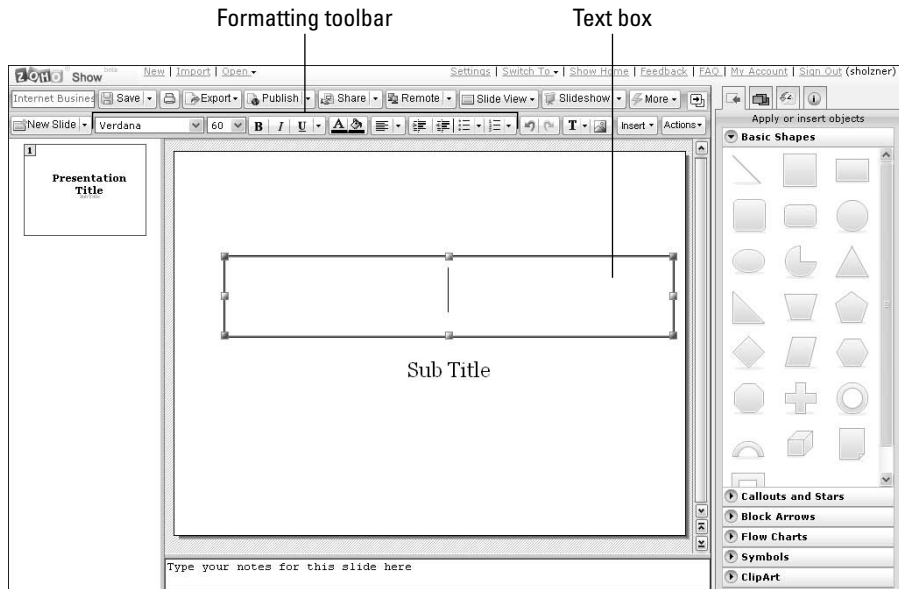 Formatting toolbar Text box
ZOHO Show beta New | Import | Open Settings | Switch To | Show Home | Feedback | FAQ | My Account | Sign Out (sholzner)
Internet Busines Save Export Publish Share Remote Slide View Slideshow More
New Slide Verdana 60 B I U A T Insert Actions
Apply or insert objects
Basic Shapes
1
Presentation
Title
Sub Title
Sub Title
Callouts and Stars
Block Arrows
Flow Charts
Symbols
ClipArt
Type your notes for this slide here